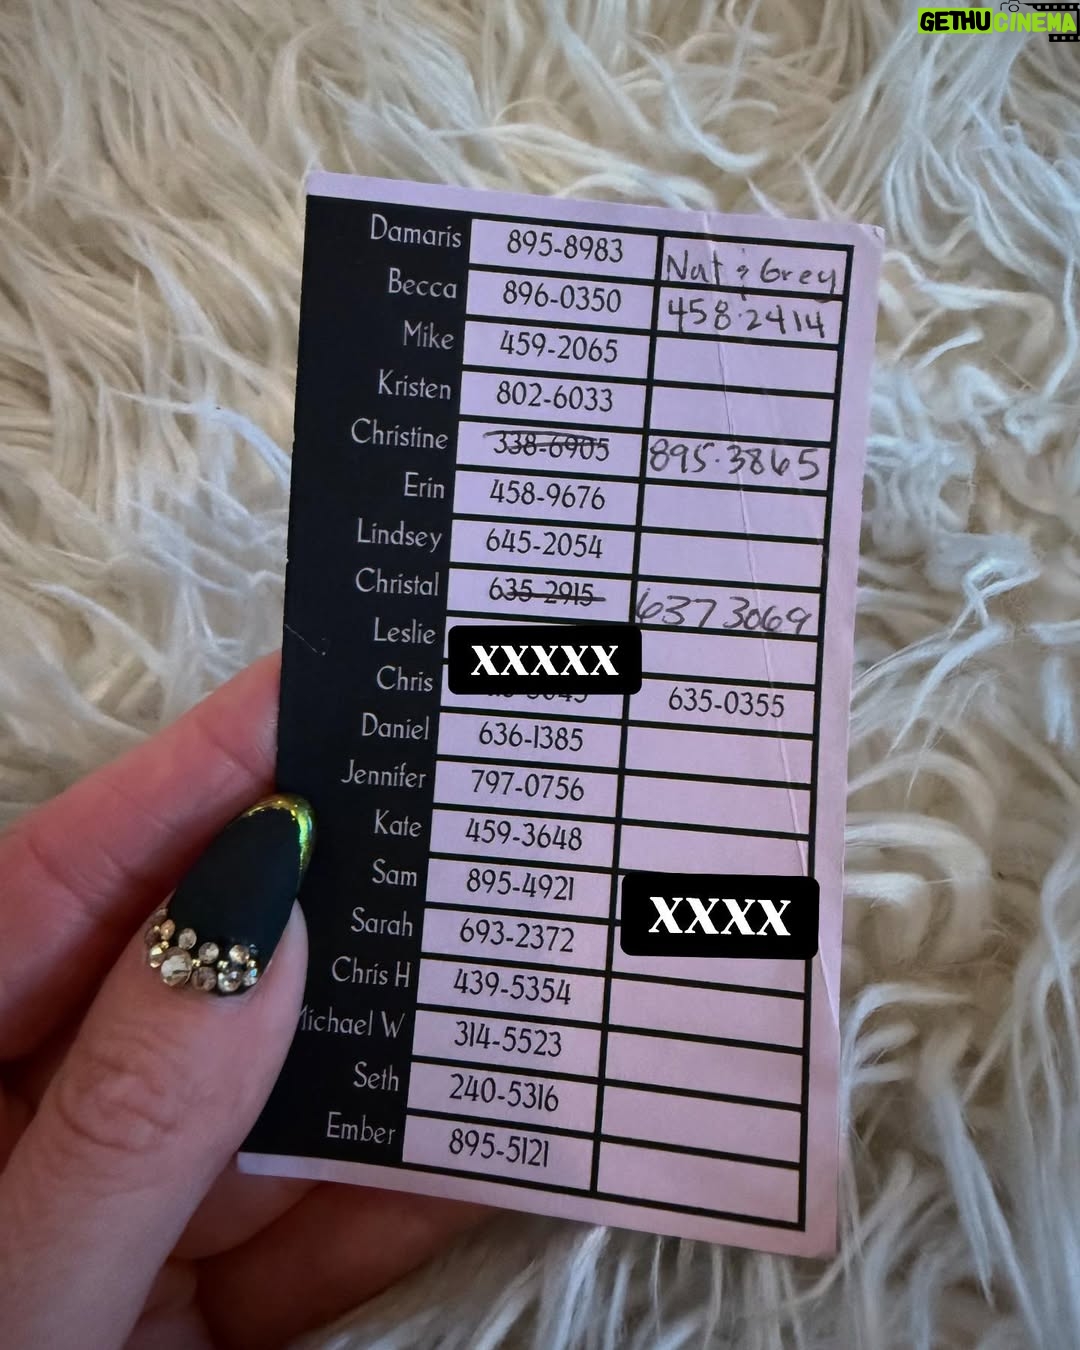 GETHU CINEMA
Damaris 895-8983 Nat & Grey
Becca 896-0350 458.2414
Mike 459-2065
Kristen 802-6033
Christine 338-6905 895.3865
Erin 458-9676
Lindsey 645-2054
Christal 635-2915 637 3069
Leslie XXXXX
Chris 635-0355
Daniel 636-1385
Jennifer 797-0756
Kate 459-3648
Sam 895-4921 XXXX
Sarah 693-2372
Chris H 439-5354
Michael W 314-5523
Seth 240-5316
Ember 895-5121